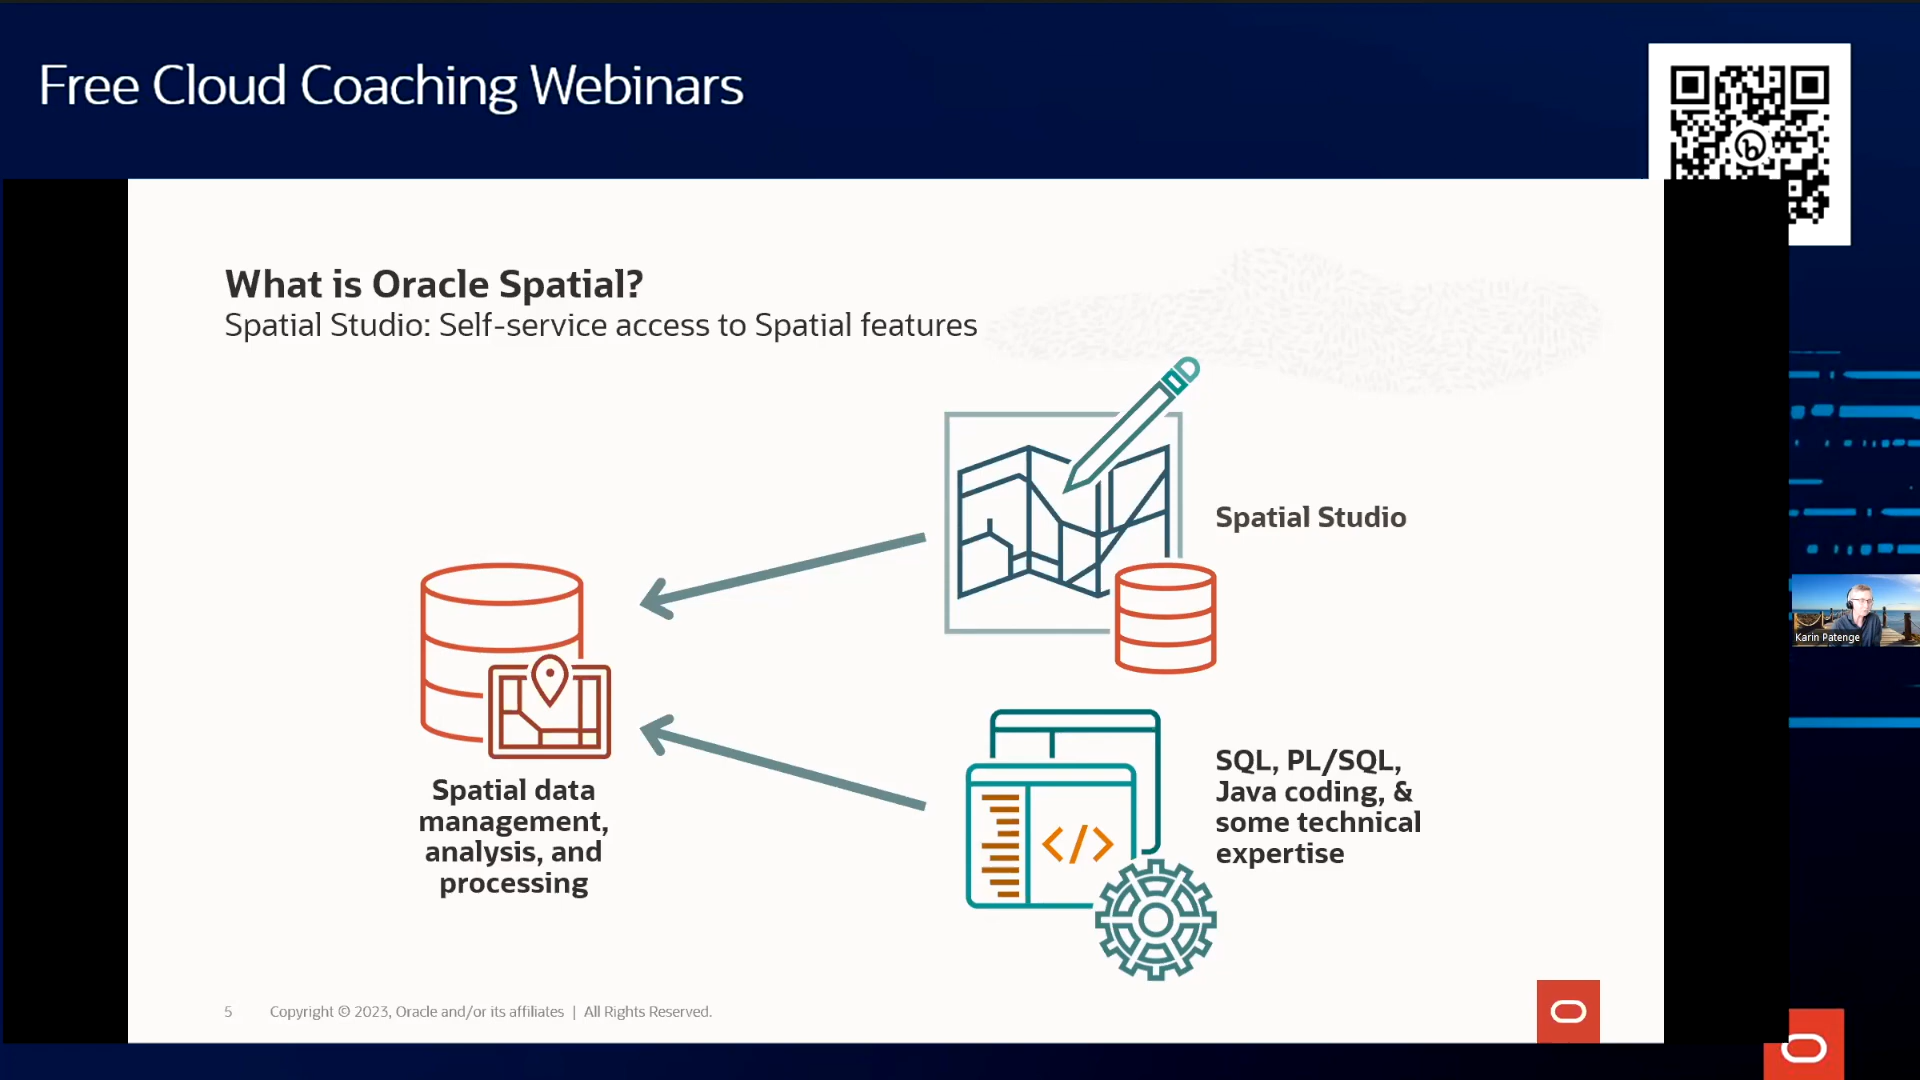 Free Cloud Coaching Webinars
What is Oracle Spatial?
Spatial Studio: Self-service access to Spatial features
Spatial Studio
Spatial data
management,
analysis, and
processing
SQL, PL/SQL,
Java coding, &
some technical
expertise
</>
Karin Patenge
5 Copyright © 2023, Oracle and/or its affiliates | All Rights Reserved.